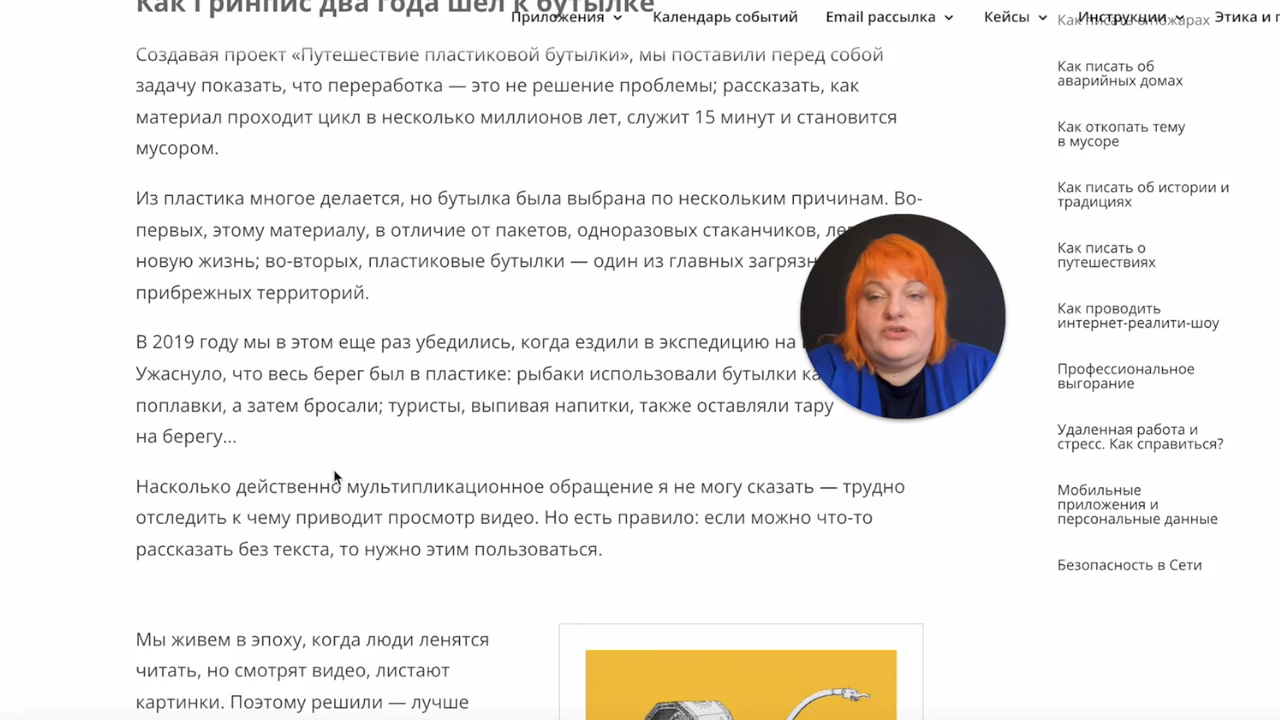 Как Гринпис два года шел к бутылке
Приложения
Календарь событий
Email рассылка
Кейсы
Инструкции
Этика и
Создавая проект «Путешествие пластиковой бутылки», мы поставили перед собой
задачу показать, что переработка — это не решение проблемы; рассказать, как
материал проходит цикл в несколько миллионов лет, служит 15 минут и становится
мусором.
Из пластика многое делается, но бутылка была выбрана по нескольким причинам. Во-
первых, этому материалу, в отличие от пакетов, одноразовых стаканчиков,
новую жизнь; во-вторых, пластиковые бутылки — один из главных
прибрежных территорий.
В 2019 году мы в этом еще раз убедились, когда ездили в экспедицию на
Ужаснуло, что весь берег был в пластике: рыбаки использовали бутылки
поплавки, а затем бросали; туристы, выпивая напитки, также оставляли тару
на берегу...
Насколько действенно мультипликационное обращение я не могу сказать — трудно
отследить к чему приводит просмотр видео. Но есть правило: если можно что-то
рассказать без текста, то нужно этим пользоваться.
Мы живем в эпоху, когда люди ленятся
читать, но смотрят видео, листают
картинки. Поэтому решили — лучше
Как писать о пожарах
Как писать об
аварийных домах
Как откопать тему
в мусоре
Как писать об истории и
традициях
Как писать о
путешествиях
Как проводить
интернет-реалити-шоу
Профессиональное
выгорание
Удаленная работа и
стресс. Как справиться?
Мобильные
приложения и
персональные данные
Безопасность в Сети